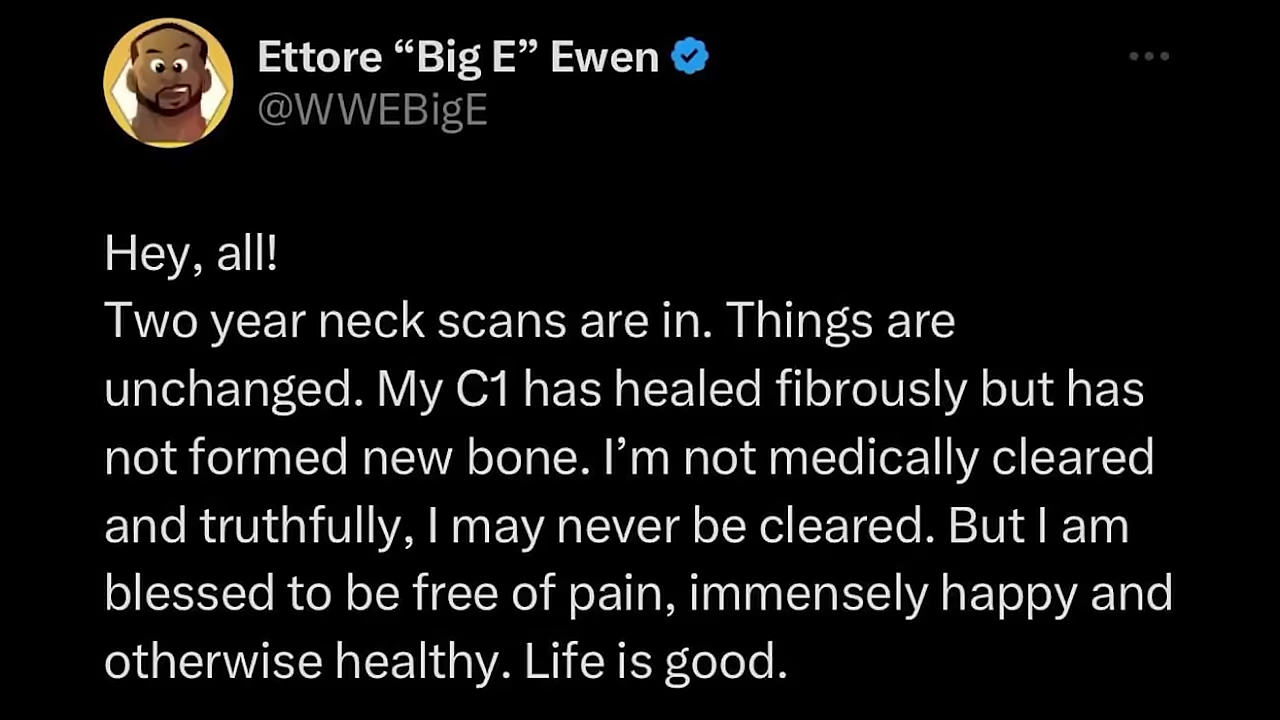 Ettore “Big E” Ewen
@WWEBigE
Hey, all!
Two year neck scans are in. Things are
unchanged. My C1 has healed fibrously but has
not formed new bone. I’m not medically cleared
and truthfully, I may never be cleared. But I am
blessed to be free of pain, immensely happy and
otherwise healthy. Life is good.